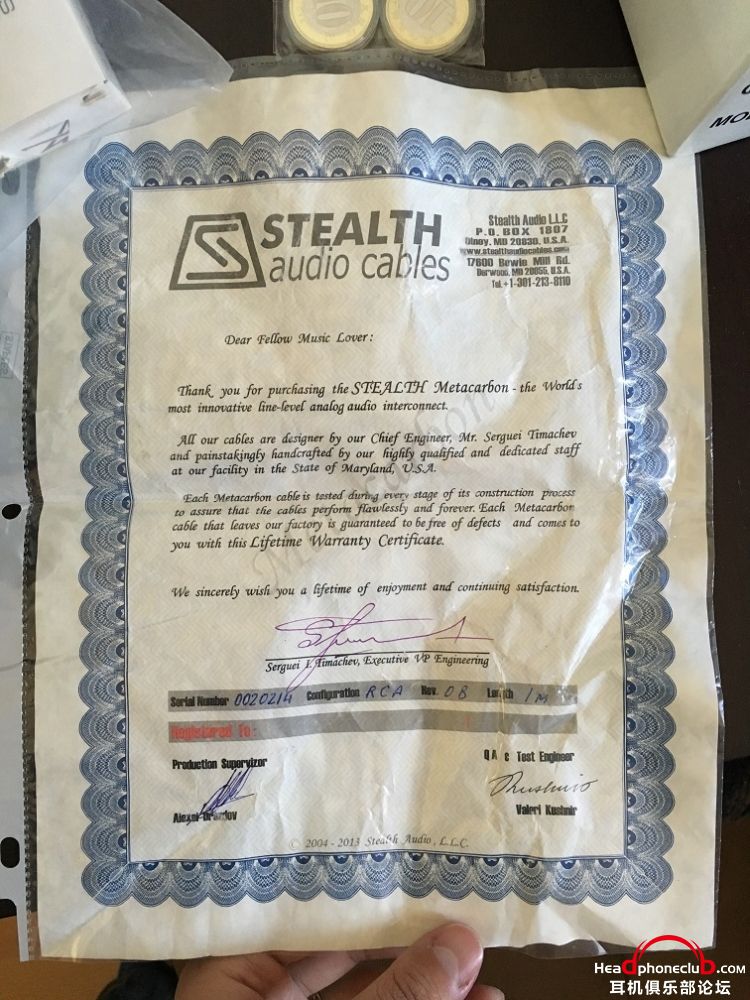 STEALTH
audio cables
Stealth Audio L.L.C
P.O. BOX 1807
Olney, MD 20830, U.S.A.
www.stealthaudiocables.com
17600 Bowie Mill Rd.
Derwood, MD 20855, U.S.A.
Tel. +1-301-213-8110
Dear Fellow Music Lover:
Thank you for purchasing the STEALTH Metacarbon - the World's
most innovative line-level analog audio interconnect.
All our cables are designer by our Chief Engineer, Mr. Serguei Timachev
and painstakingly handcrafted by our highly qualified and dedicated staff
at our facility in the State of Maryland, U.S.A.
Each Metacarbon cable is tested during every stage of its construction process
to assure that the cables perform flawlessly and forever. Each Metacarbon
cable that leaves our factory is guaranteed to be free of defects and comes to
you with this Lifetime Warranty Certificate.
We sincerely wish you a lifetime of enjoyment and continuing satisfaction.
Serguei I. Timachev, Executive VP Engineering
Serial Number 0020214 Configuration RCA Rev. 08 Length 1M
Registered To:
Production Supervizor
QA & Test Engineer
Valeri Kushnir
© 2004 - 2013 Stealth Audio, L.L.C.
HeadphoneclUb.com
耳机俱乐部论坛